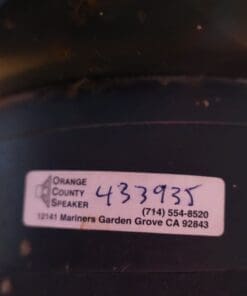 ORANGE
COUNTY
SPEAKER
433935
(714) 554-8520
12141 Mariners Garden Grove CA 92843